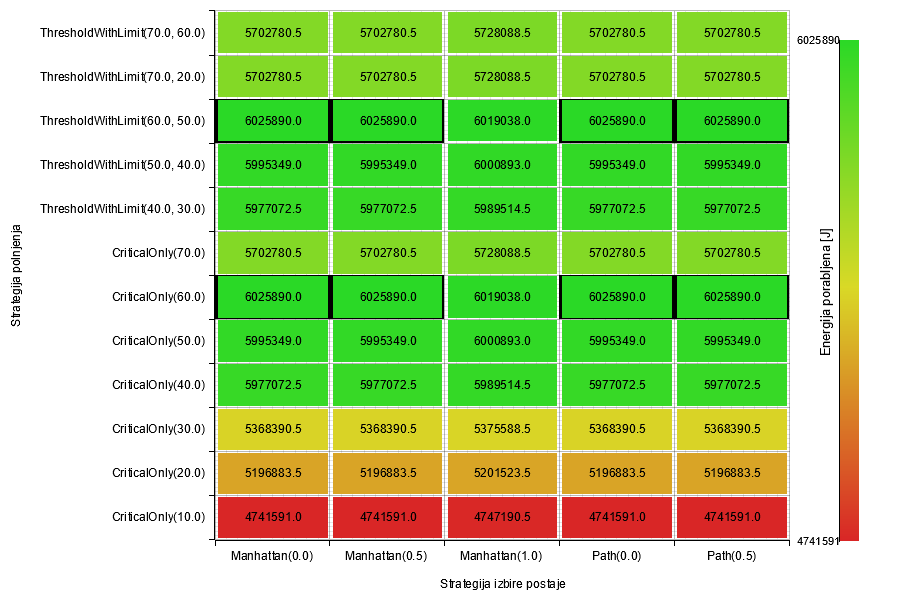 ThresholdWithLimit(70.0, 60.0) 5702780.5 5702780.5 5728088.5 5702780.5 5702780.5
ThresholdWithLimit(70.0, 20.0) 5702780.5 5702780.5 5728088.5 5702780.5 5702780.5
ThresholdWithLimit(60.0, 50.0) 6025890.0 6025890.0 6019038.0 6025890.0 6025890.0
ThresholdWithLimit(50.0, 40.0) 5995349.0 5995349.0 6000893.0 5995349.0 5995349.0
ThresholdWithLimit(40.0, 30.0) 5977072.5 5977072.5 5989514.5 5977072.5 5977072.5
CriticalOnly(70.0) 5702780.5 5702780.5 5728088.5 5702780.5 5702780.5
CriticalOnly(60.0) 6025890.0 6025890.0 6019038.0 6025890.0 6025890.0
CriticalOnly(50.0) 5995349.0 5995349.0 6000893.0 5995349.0 5995349.0
CriticalOnly(40.0) 5977072.5 5977072.5 5989514.5 5977072.5 5977072.5
CriticalOnly(30.0) 5368390.5 5368390.5 5375588.5 5368390.5 5368390.5
CriticalOnly(20.0) 5196883.5 5196883.5 5201523.5 5196883.5 5196883.5
CriticalOnly(10.0) 4741591.0 4741591.0 4747190.5 4741591.0 4741591.0
Manhattan(0.0) Manhattan(0.5) Manhattan(1.0) Path(0.0) Path(0.5)
Strategija izbire postaje
Strategija polnjenja
6025890
4741591
Energija porabljena [J]